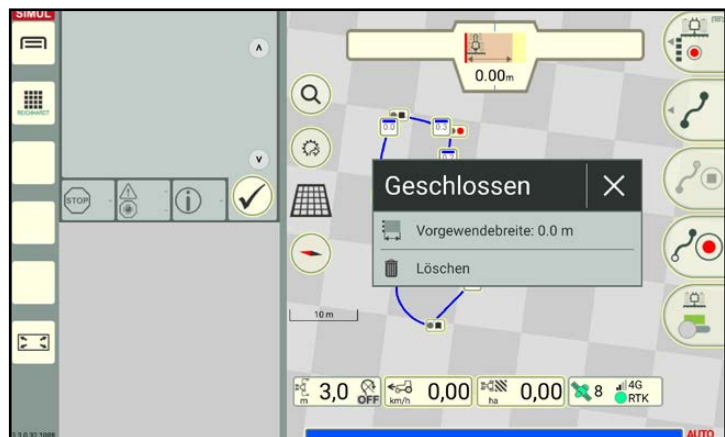 SIMUL
REICHHARDT
STOP
0.00m
0.0
0.3
Geschlossen
Vorgewendebreite: 0.0 m
Löschen
10 m
3,0
m
OFF
0,00
km/h
0,00
ha
8
4G
RTK
AUTO